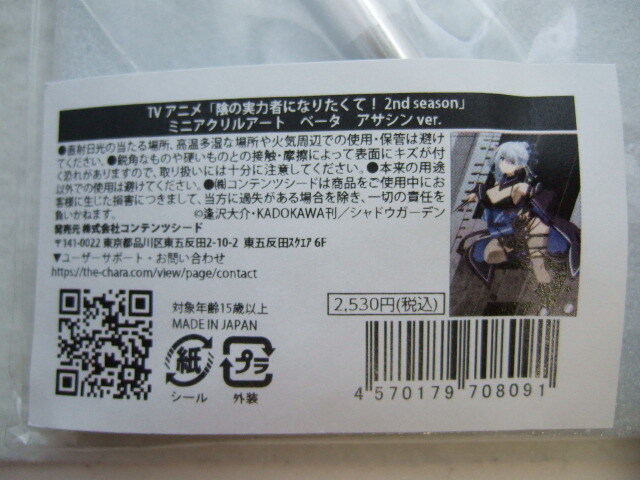 TV アニメ「陰の実力者になりたくて！ 2nd season」
ミニアクリルアート　ベータ　アサシン ver.
●直射日光の当たる場所、高温多湿な場所や火気周辺での使用・保管は避け
てください。●鋭角なものや硬いものとの接触・摩擦によって表面にキズが付
く恐れがありますので、取り扱いには十分に注意してください。●本来の用途
以外での使用は避けてください。●㈱コンテンツシードは商品をご使用中にお
客様に生じた損害につきまして、当方に過失がある場合を除き、一切の責任を
負いかねます。
©逢沢大介・KADOKAWA刊／シャドウガーデン
発売元 株式会社コンテンツシード
〒141-0022 東京都品川区東五反田2-10-2 東五反田スクエア 6F
▼ユーザーサポート・お問い合わせ
https://the-chara.com/view/page/contact
対象年齢15歳以上
MADE IN JAPAN
2,530円(税込)
紙
プラ
シール
外装
4 570179 708091